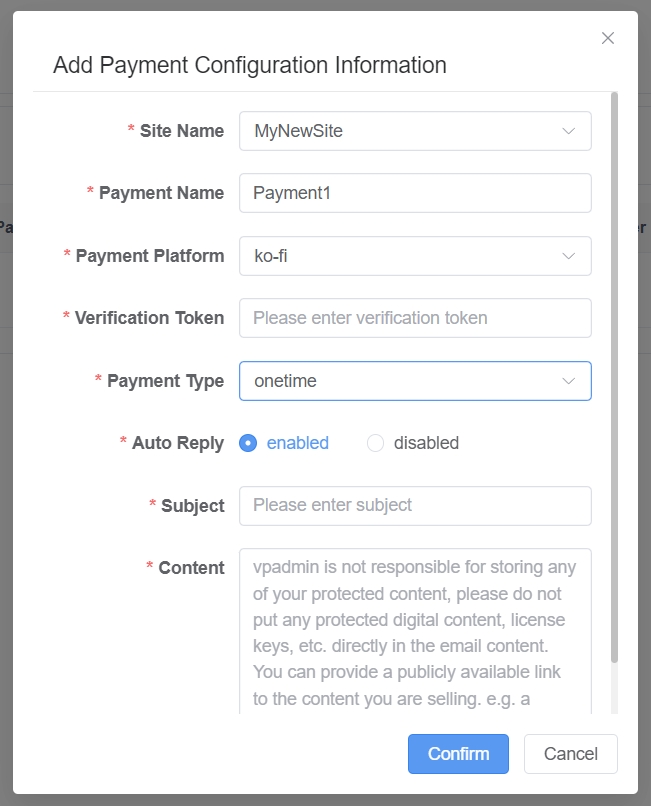 Add Payment Configuration Information
* Site Name MyNewSite
* Payment Name Payment1
* Payment Platform ko-fi
* Verification Token Please enter verification token
* Payment Type onetime
* Auto Reply enabled disabled
* Subject Please enter subject
* Content vpadmin is not responsible for storing any
of your protected content, please do not
put any protected digital content, license
keys, etc. directly in the email content.
You can provide a publicly available link
to the content you are selling. e.g. a
Confirm Cancel